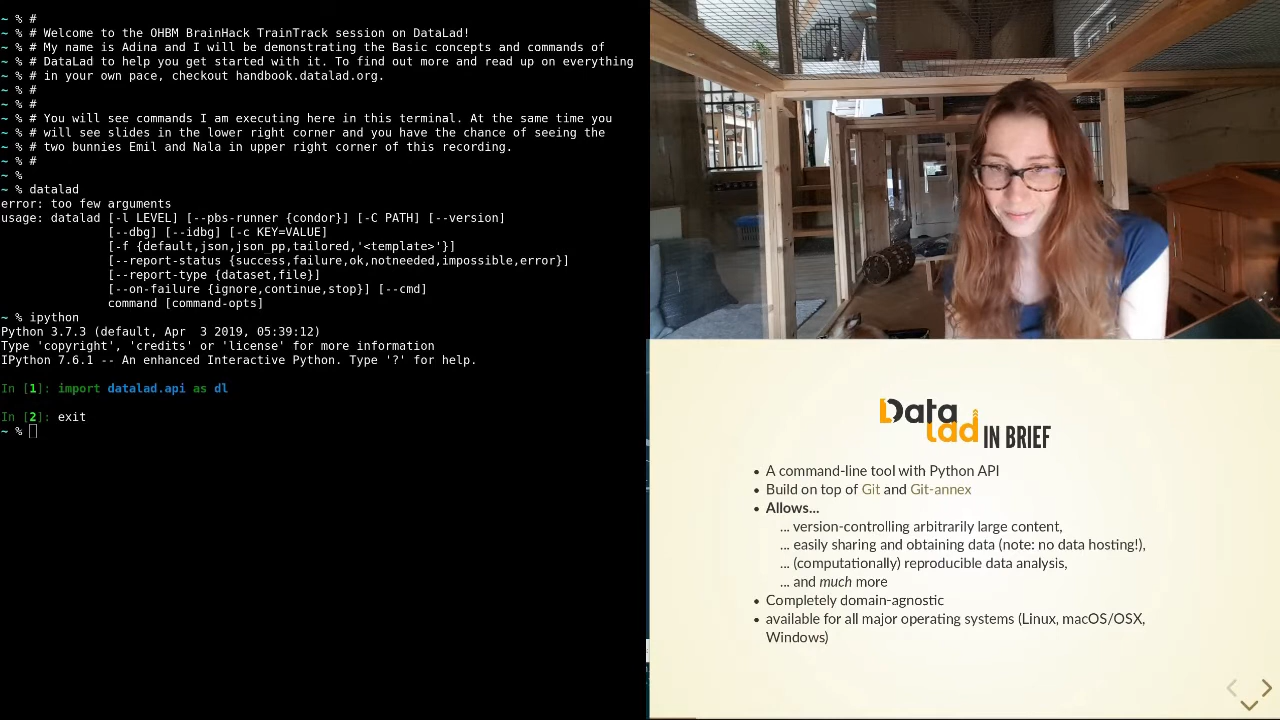 ~ % #
~ % # Welcome to the OHBM BrainHack TrainTrack session on DataLad!
~ % # My name is Adina and I will be demonstrating the basic concepts and commands of
~ % # DataLad to help you get started with it. To find out more and read up on everything
~ % # in your own time, checkout handbook.datalad.org.
~ % #
~ %
~ % # You will see commands I am executing here in this terminal. At the same time you
~ % # will see slides in the lower right corner and you have the chance of seeing the
~ % # two bunnies Emil and Nala in upper right corner of this recording.
~ % #
~ %
~ % datalad
error: too few arguments
usage: datalad [-l LEVEL] [--pbs-runner {condor}] [-C PATH] [--version]
[--dbg] [--idbg] [-c KEY=VALUE]
[-f {default,json,json_pp,tailored,'<template>'}]
[--report-status {success,failure,ok,notneeded,impossible,error}]
[--report-type {dataset,file}]
[--on-failure {ignore,continue,stop}] [--cmd]
command [command-opts]
~ % ipython
Python 3.7.3 (default, Apr  3 2019, 05:39:12)
Type 'copyright', 'credits' or 'license' for more information
IPython 7.6.1 -- An enhanced Interactive Python. Type '?' for help.
In [1]: import datalad.api as dl
In [2]: exit
~ %
DataLad IN BRIEF
• A command-line tool with Python API
• Build on top of Git and Git-annex
• Allows...
... version-controlling arbitrarily large content,
... easily sharing and obtaining data (note: no data hosting!),
... (computationally) reproducible data analysis,
... and much more
• Completely domain-agnostic
• available for all major operating systems (Linux, macOS/OSX,
Windows)